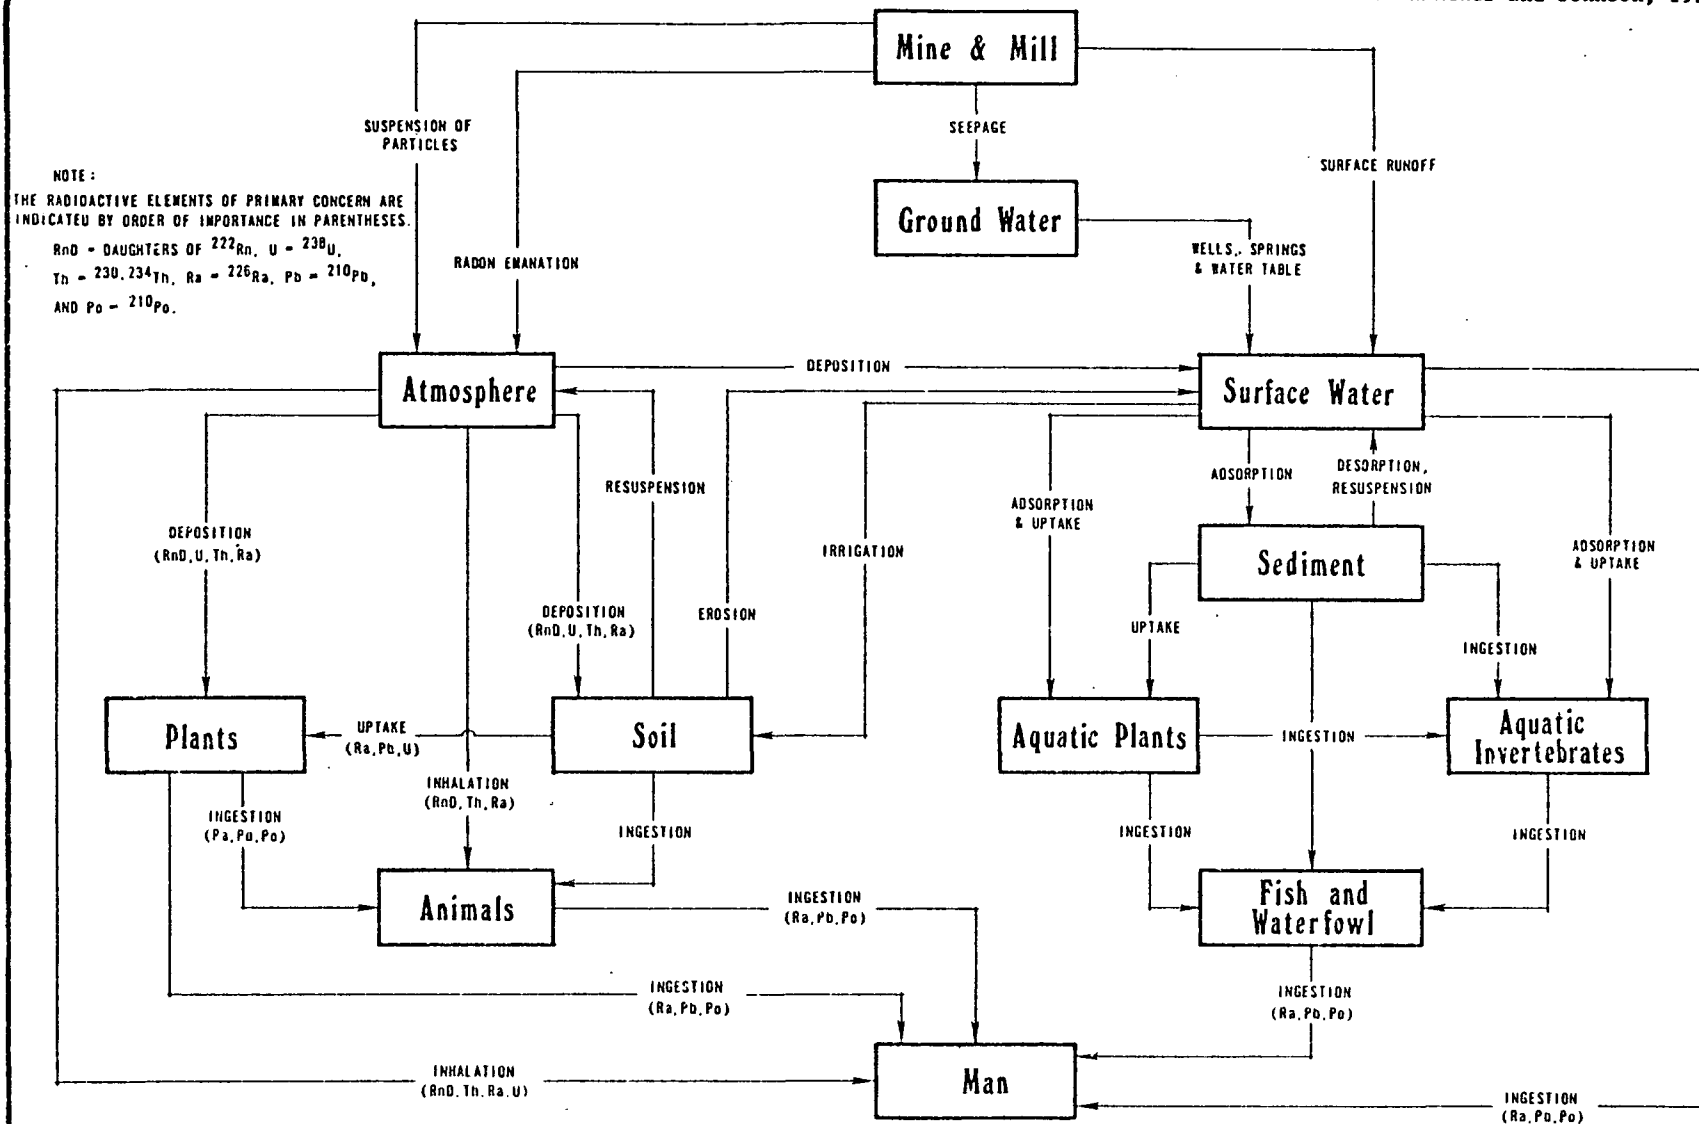 Mine & Mill
SUSPENSION OF
PARTICLES
SEEPAGE
SURFACE RUNOFF
NOTE:
THE RADIOACTIVE ELEMENTS OF PRIMARY CONCERN ARE
INDICATED BY ORDER OF IMPORTANCE IN PARENTHESES.
RnD - DAUGHTERS OF 222Rn, U - 238U,
Th - 230,234Th, Ra - 226Ra, Pb - 210Pb,
AND Po - 210Po.
Ground Water
RADON EMANATION
WELLS, SPRINGS
& WATER TABLE
Atmosphere
DEPOSITION
Surface Water
RESUSPENSION
ADSORPTION
DESORPTION,
RESUSPENSION
ADSORPTION
& UPTAKE
DEPOSITION
(RnD,U,Th,Ra)
IRRIGATION
Sediment
ADSORPTION
& UPTAKE
DEPOSITION
(RnD,U,Th,Ra)
EROSION
UPTAKE
INGESTION
Plants
UPTAKE
(Ra,Pb,U)
Soil
Aquatic Plants
INGESTION
Aquatic
Invertebrates
INHALATION
(RnD,Th,Ra)
INGESTION
(Pa,Pu,Po)
INGESTION
INGESTION
INGESTION
Animals
INGESTION
(Ra,Pb,Po)
Fish and
Waterfowl
INGESTION
(Ra,Pb,Po)
INGESTION
(Ra,Pb,Po)
INHALATION
(RnD,Th,Ra,U)
Man
INGESTION
(Ra,Pu,Po)